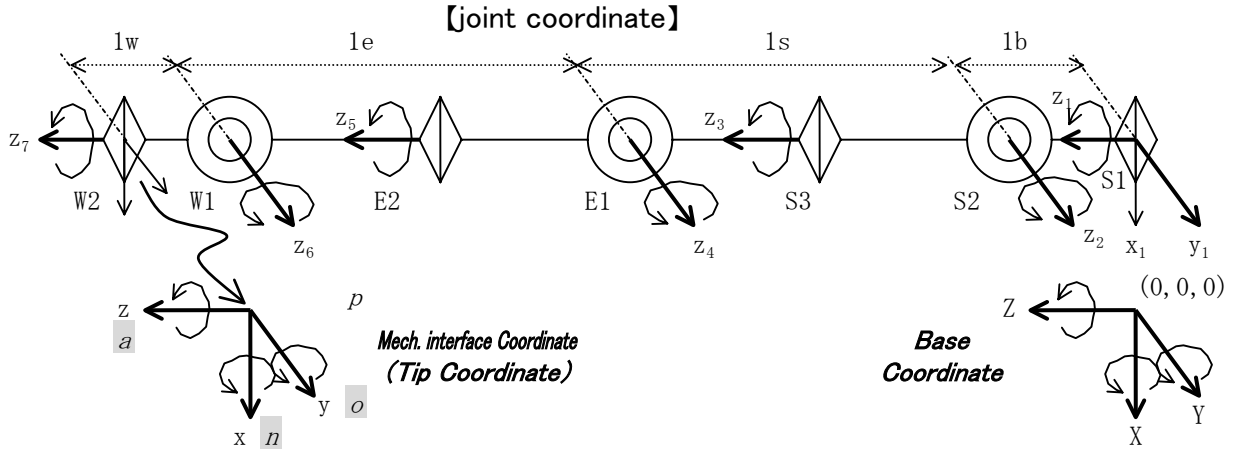 【joint coordinate】
lw le ls lb
z7 z5 z3 z1
W2 W1 E2 E1 S3 S2 S1
z6 z4 z2 x1 y1
(0,0,0)
z p Z
a Mech. interface Coordinate Base
(Tip Coordinate) Coordinate
y o Y
x n X